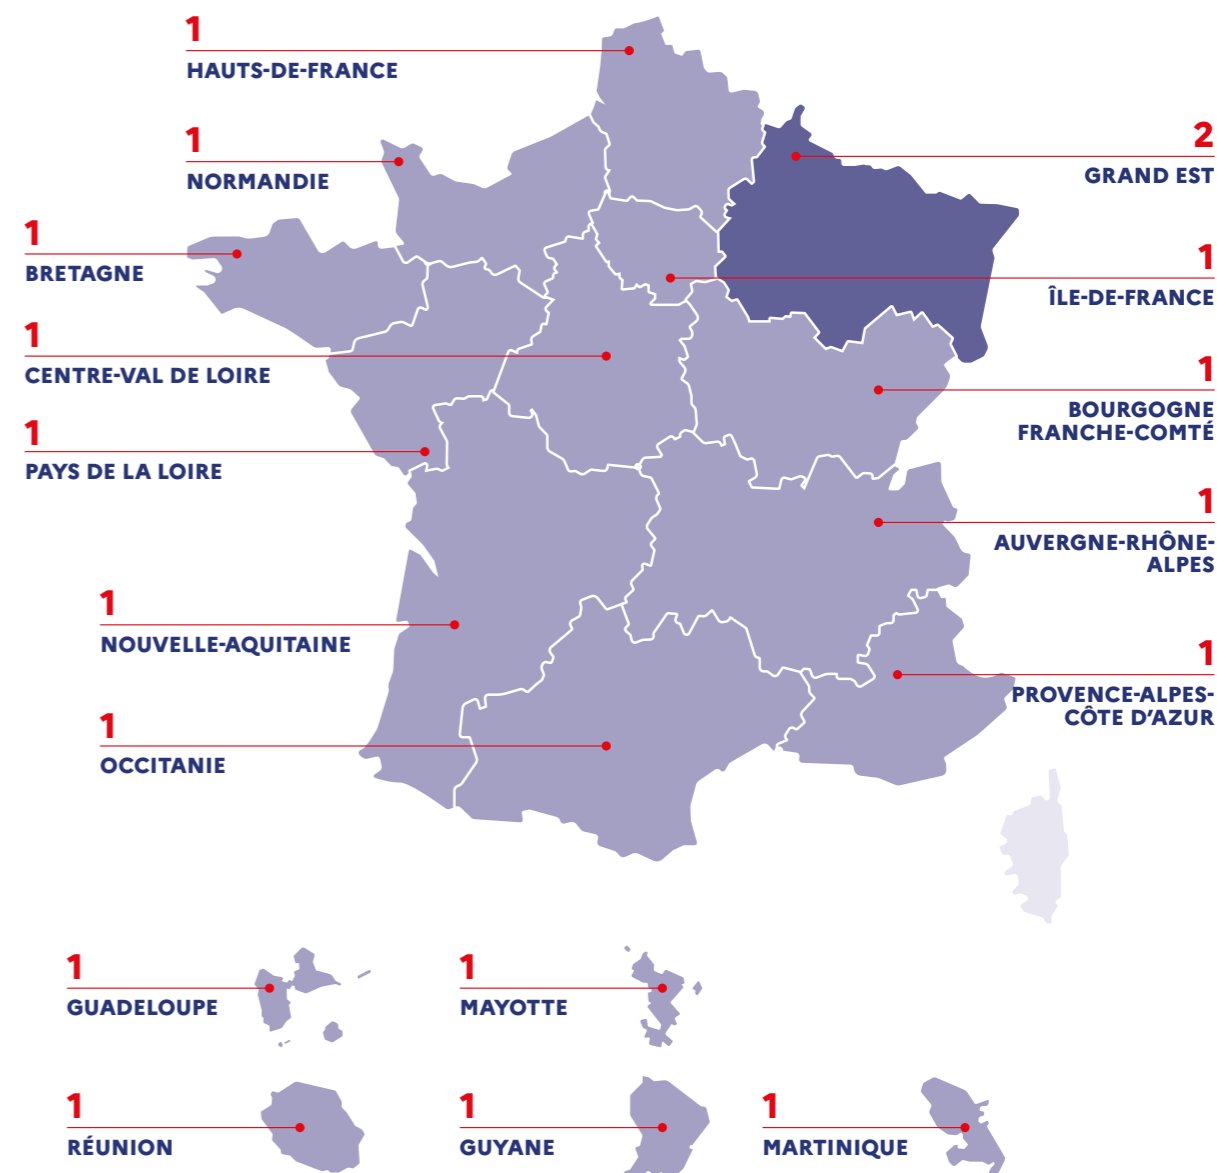 1
HAUTS-DE-FRANCE
1
NORMANDIE
2
GRAND EST
1
BRETAGNE
1
ÎLE-DE-FRANCE
1
CENTRE-VAL DE LOIRE
1
BOURGOGNE
FRANCHE-COMTÉ
1
PAYS DE LA LOIRE
1
AUVERGNE-RHÔNE-
ALPES
1
NOUVELLE-AQUITAINE
1
PROVENCE-ALPES-
CÔTE D’AZUR
1
OCCITANIE
1
GUADELOUPE
1
MAYOTTE
1
RÉUNION
1
GUYANE
1
MARTINIQUE